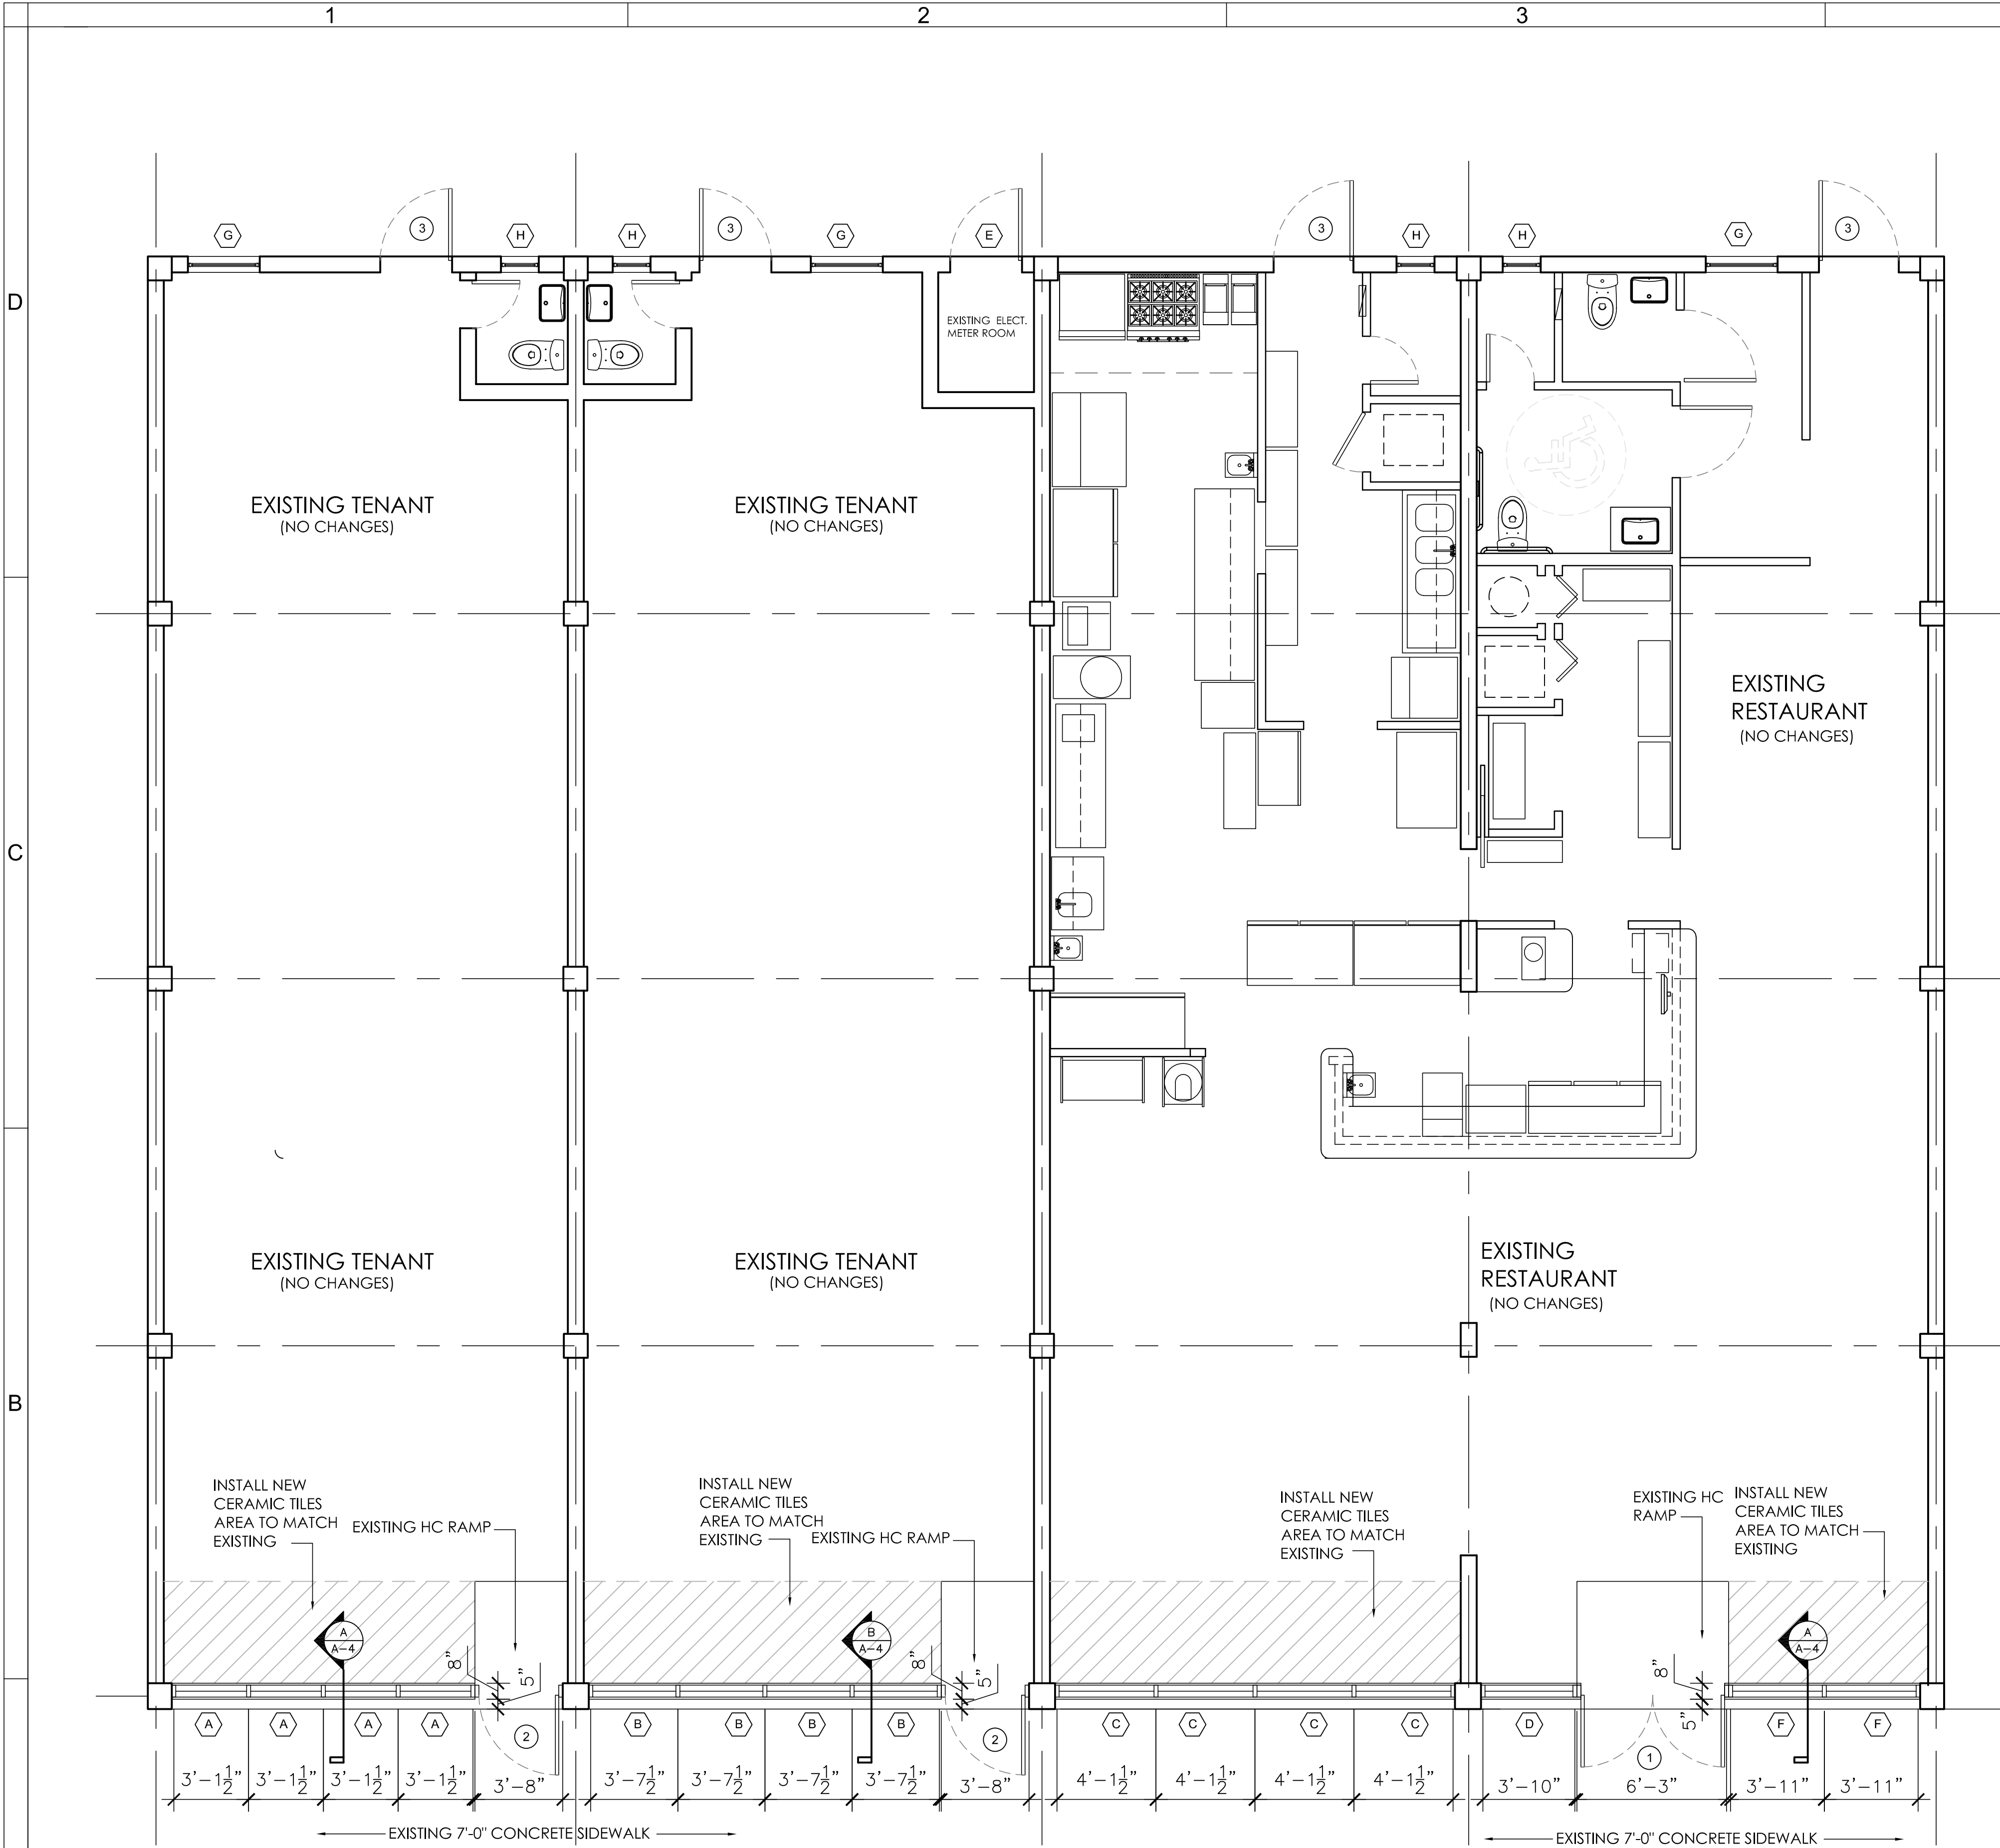 1
2
3
G
3
H
H
3
G
E
3
H
H
G
3
D
EXISTING ELECT.
METER ROOM
EXISTING TENANT
(NO CHANGES)
EXISTING TENANT
(NO CHANGES)
EXISTING
RESTAURANT
(NO CHANGES)
C
EXISTING TENANT
(NO CHANGES)
EXISTING TENANT
(NO CHANGES)
EXISTING
RESTAURANT
(NO CHANGES)
B
INSTALL NEW
CERAMIC TILES
AREA TO MATCH
EXISTING
EXISTING HC RAMP
INSTALL NEW
CERAMIC TILES
AREA TO MATCH
EXISTING
EXISTING HC RAMP
INSTALL NEW
CERAMIC TILES
AREA TO MATCH
EXISTING
EXISTING HC
RAMP
INSTALL NEW
CERAMIC TILES
AREA TO MATCH
EXISTING
A
A-4
8"
5"
B
A-4
8"
5"
8"
5"
A
A-4
A
A
A
A
2
B
B
B
B
2
C
C
C
C
D
1
F
F
3'-1½"
3'-1½"
3'-1½"
3'-1½"
3'-8"
3'-7½"
3'-7½"
3'-7½"
3'-7½"
3'-8"
4'-1½"
4'-1½"
4'-1½"
4'-1½"
3'-10"
6'-3"
3'-11"
3'-11"
EXISTING 7'-0" CONCRETE SIDEWALK
EXISTING 7'-0" CONCRETE SIDEWALK